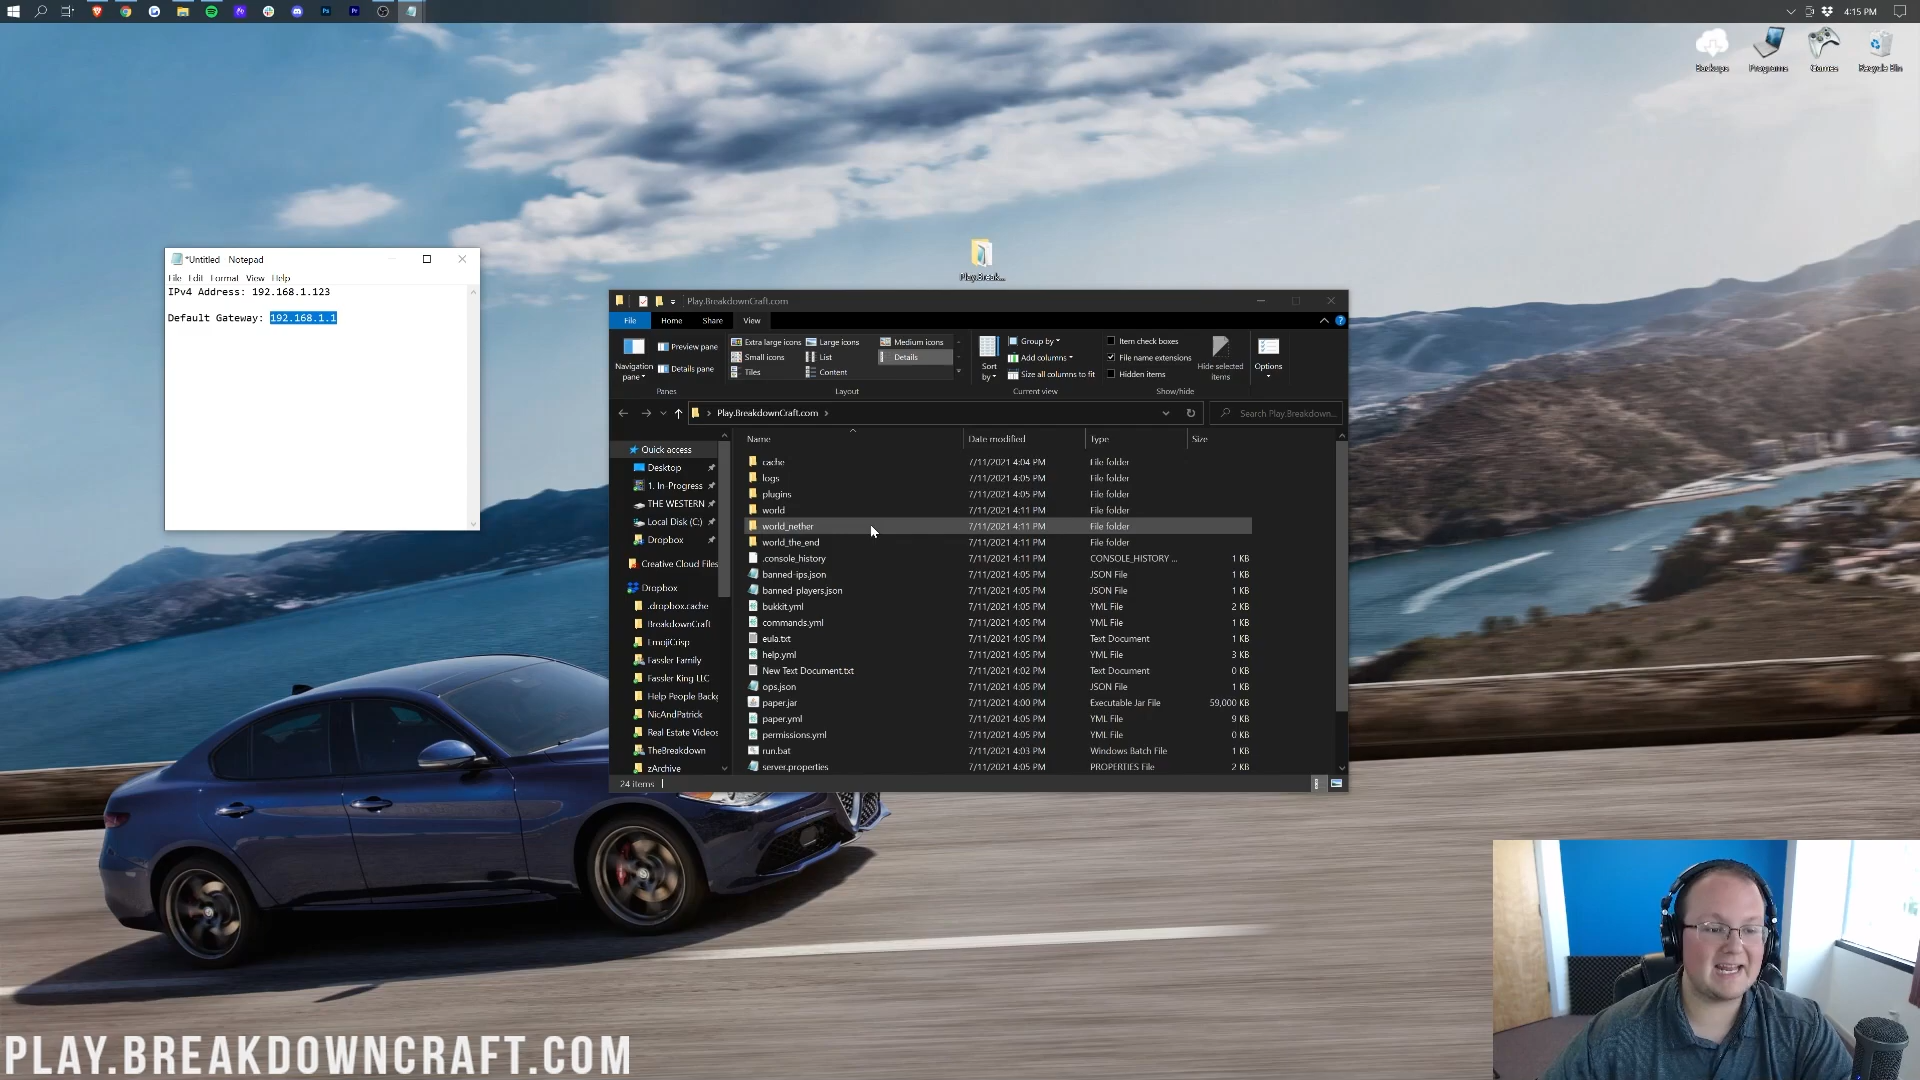 4:15 PM
Backups
Programs
Games
Recycle Bin
*Untitled Notepad
File Edit Format View Help
IPv4 Address: 192.168.1.123
Default Gateway: 192.168.1.1
Play.Break...
Play.BreakdownCraft.com
File Home Share View
Navigation pane
Preview pane
Details pane
Panes
Extra large icons Large icons Medium icons
Small icons List Details
Tiles Content
Layout
Sort by
Group by
Add columns
Size all columns to fit
Current view
Item check boxes
File name extensions
Hidden items
Hide selected items
Show/hide
Options
Play.BreakdownCraft.com
Search Play.Breakdown...
Quick access
Desktop
1. In-Progress
THE WESTERN
Local Disk (C:)
Dropbox
Creative Cloud Files
Dropbox
.dropbox.cache
BreakdownCraft
EmojiCrisp
Fassler Family
Fassler King LLC
Help People Backg
NicAndPatrick
Real Estate Videos
TheBreakdown
zArchive
Name Date modified Type Size
cache 7/11/2021 4:04 PM File folder
logs 7/11/2021 4:05 PM File folder
plugins 7/11/2021 4:05 PM File folder
world 7/11/2021 4:11 PM File folder
world_nether 7/11/2021 4:11 PM File folder
world_the_end 7/11/2021 4:11 PM File folder
.console_history 7/11/2021 4:11 PM CONSOLE_HISTORY ... 1 KB
banned-ips.json 7/11/2021 4:05 PM JSON File 1 KB
banned-players.json 7/11/2021 4:05 PM JSON File 1 KB
bukkit.yml 7/11/2021 4:05 PM YML File 2 KB
commands.yml 7/11/2021 4:05 PM YML File 1 KB
eula.txt 7/11/2021 4:05 PM Text Document 1 KB
help.yml 7/11/2021 4:05 PM YML File 3 KB
New Text Document.txt 7/11/2021 4:02 PM Text Document 0 KB
ops.json 7/11/2021 4:05 PM JSON File 1 KB
paper.jar 7/11/2021 4:00 PM Executable Jar File 59,000 KB
paper.yml 7/11/2021 4:05 PM YML File 9 KB
permissions.yml 7/11/2021 4:05 PM YML File 0 KB
run.bat 7/11/2021 4:03 PM Windows Batch File 1 KB
server.properties 7/11/2021 4:05 PM PROPERTIES File 2 KB
24 items
PLAY.BREAKDOWNCRAFT.COM